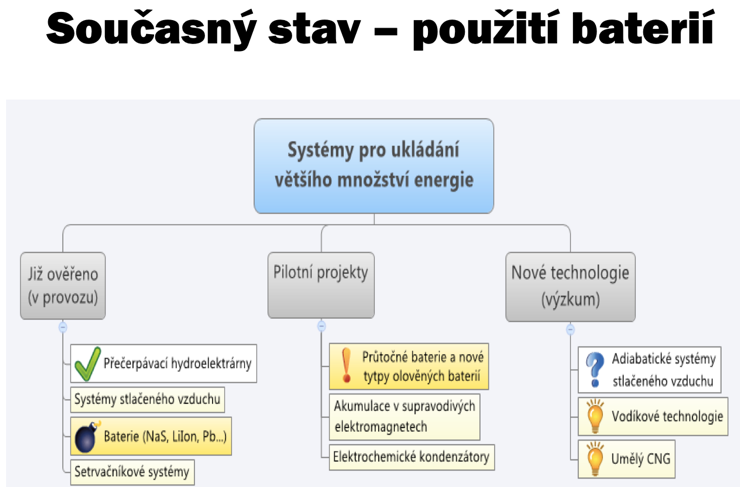 Současný stav – použití baterií
Systémy pro ukládání
většího množství energie
Již ověřeno
(v provozu)
Přečerpávací hydroelektrárny
Systémy stlačeného vzduchu
Baterie (NaS, LiIon, Pb...)
Setrvačníkové systémy
Pilotní projekty
Průtočné baterie a nové
tytpy olověných baterií
Akumulace v supravodivých
elektromagnetech
Elektrochemické kondenzátory
Nové technologie
(výzkum)
Adiabatické systémy
stlačeného vzduchu
Vodíkové technologie
Umělý CNG